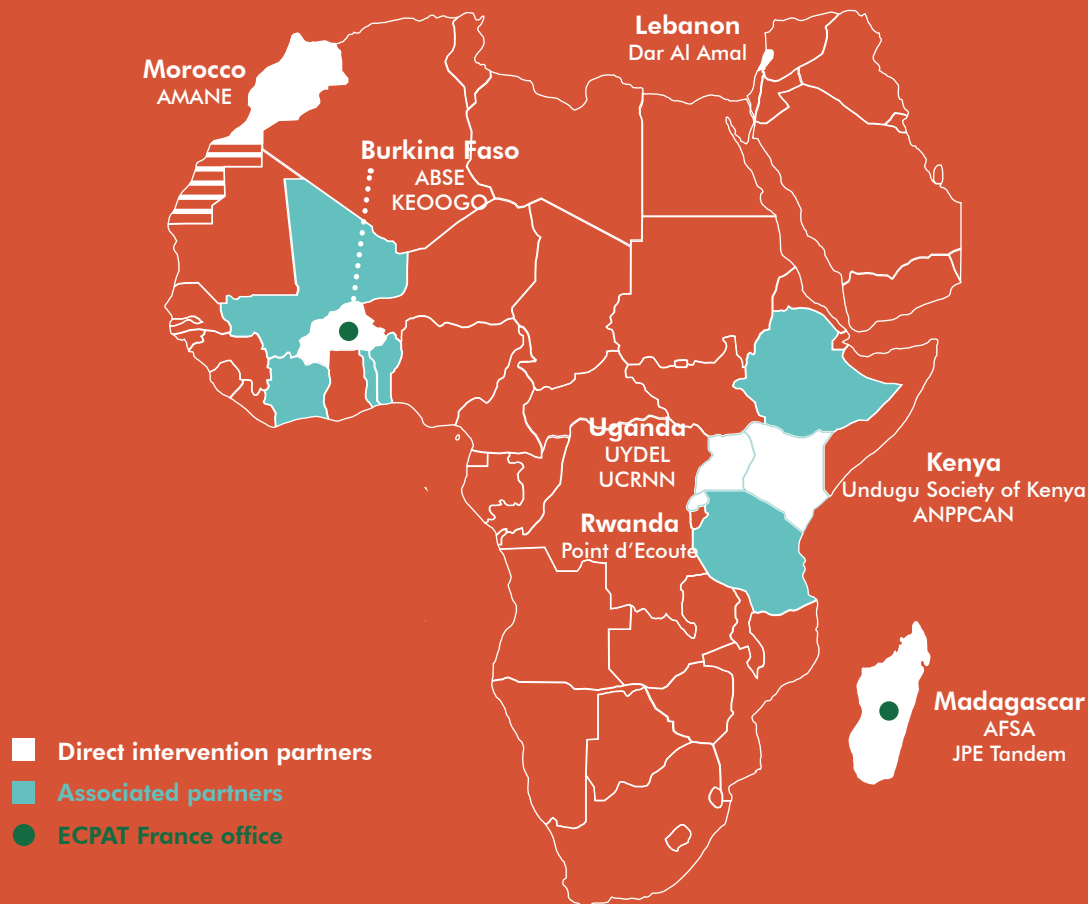 Lebanon
Dar Al Amal
Morocco
AMANE
Burkina Faso
ABSE
KEOOGO
Uganda
UYDEL
UCRNN
Kenya
Undugu Society of Kenya
ANPPCAN
Rwanda
Point d’Ecoute
Madagascar
AFSA
JPE Tandem
Direct intervention partners
Associated partners
ECPAT France office